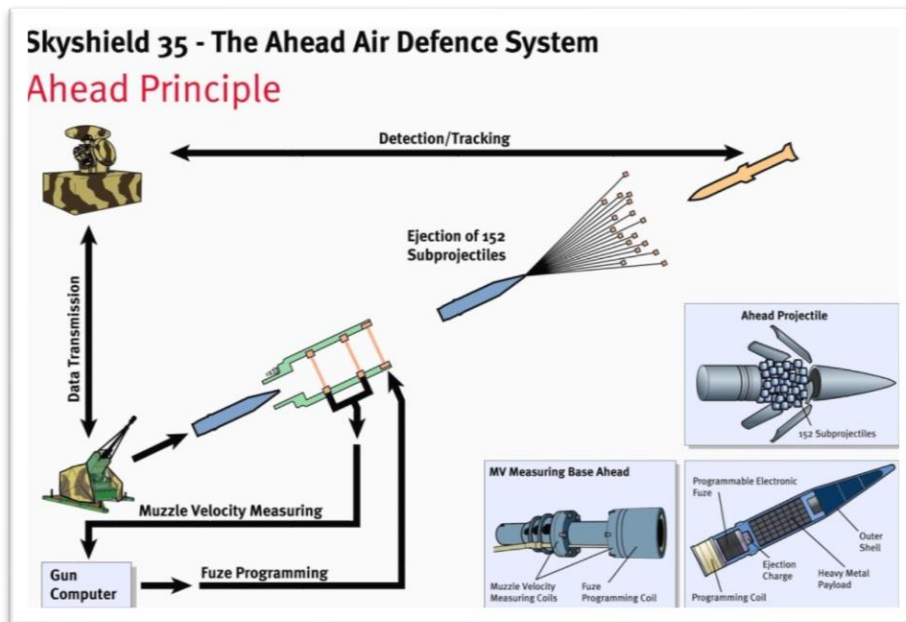 Skyshield 35 - The Ahead Air Defence System
Ahead Principle
Detection/Tracking
Ejection of 152
Subprojectiles
Data Transmission
Ahead Projectile
152 Subprojectiles
Muzzle Velocity Measuring
Gun
Computer
Fuze Programming
MV Measuring Base Ahead
Muzzle Velocity
Measuring Coils
Fuze
Programming Coil
Programmable Electronic
Fuze
Outer
Shell
Ejection
Charge
Heavy Metal
Payload
Programming Coil